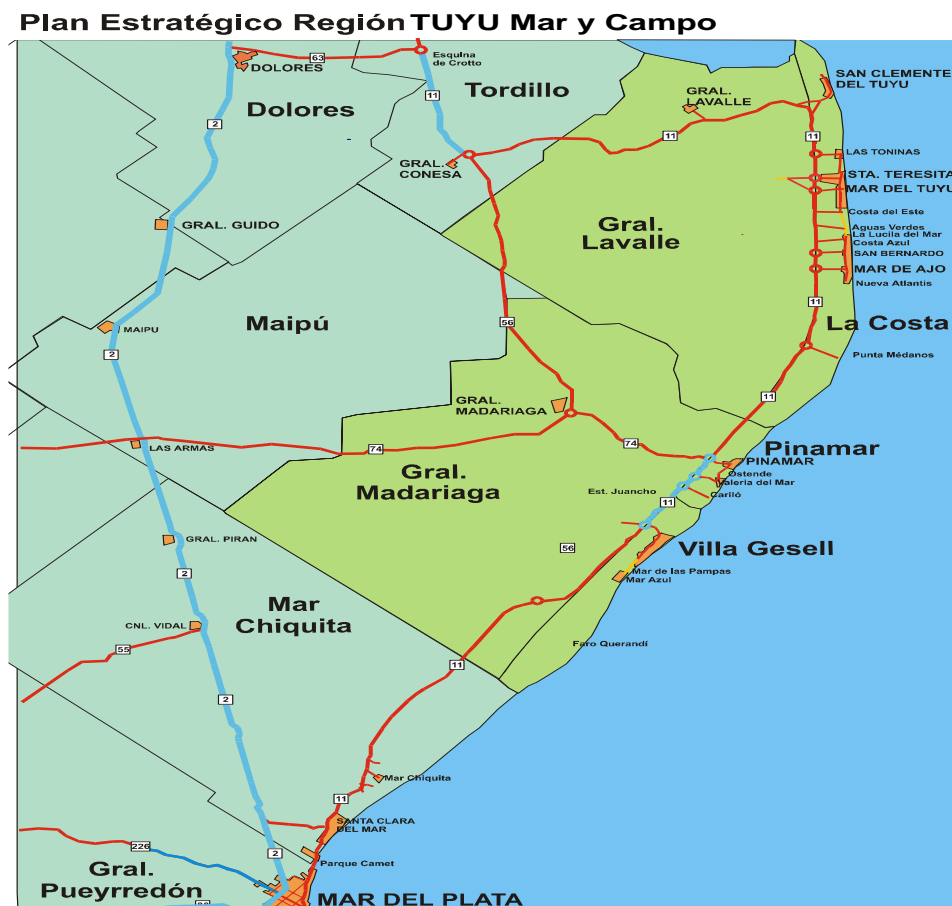 Plan Estratégico Región TUYU Mar y Campo
63
Esquina
de Crotto
DOLORES
Tordillo
SAN CLEMENTE
DEL TUYU
11
GRAL.
LAVALLE
Dolores
2
11
11
LAS TONINAS
GRAL.
CONESA
STA. TERESITA
MAR DEL TUYU
Costa del Este
GRAL. GUIDO
Gral.
Lavalle
Aguas Verdes
La Lucila del Mar
Costa Azul
SAN BERNARDO
MAR DE AJO
Nueva Atlantis
11
Maipú
56
La Costa
MAIPU
2
Punta Médanos
11
GRAL.
MADARIAGA
LAS ARMAS
74
74
Pinamar
PINAMAR
Gral.
Madariaga
Ostende
Valeria del Mar
Est. Juancho
Cariló
11
GRAL. PIRAN
56
Villa Gesell
2
Mar de las Pampas
Mar Azul
Mar
Chiquita
CNL. VIDAL
55
Faro Querandí
11
2
Mar Chiquita
11
SANTA CLARA
DEL MAR
226
2
Parque Camet
Gral.
Pueyrredón
MAR DEL PLATA